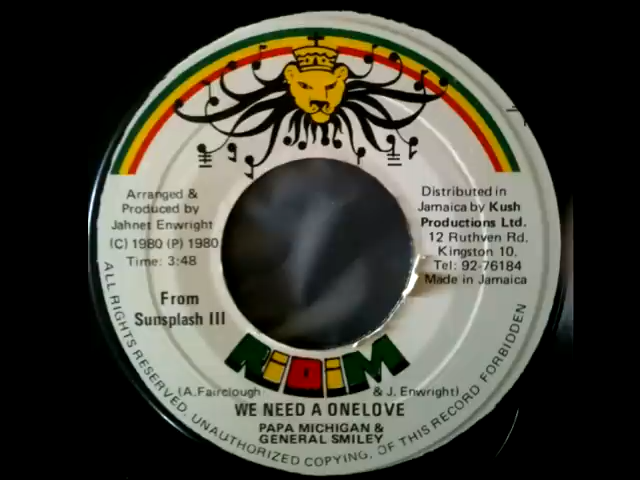 Arranged &
Produced by
Jahnet Enwright
(C) 1980 (P) 1980
Time: 3:48
From
Sunsplash III
Distributed in
Jamaica by Kush
Productions Ltd.
12 Ruthven Rd.
Kingston 10.
Tel: 92-76184
Made in Jamaica
RiDiM
(A. Fairclough & J. Enwright)
WE NEED A ONELOVE
PAPA MICHIGAN &
GENERAL SMILEY
ALL RIGHTS RESERVED, UNAUTHORIZED COPYING, OF THIS RECORD FORBIDDEN